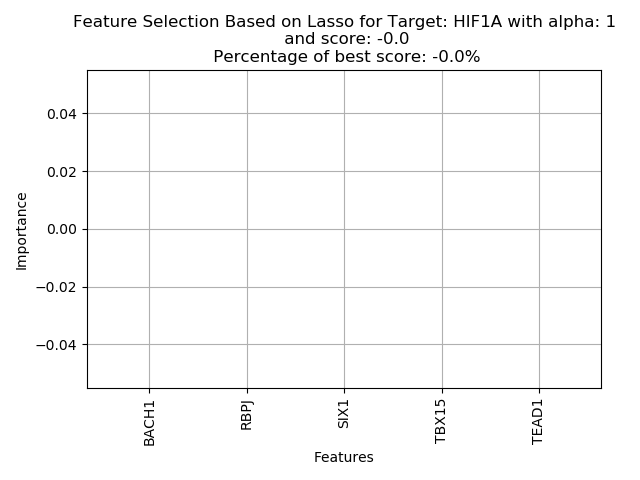 Feature Selection Based on Lasso for Target: HIF1A with alpha: 1
and score: -0.0
Percentage of best score: -0.0%
0.04
0.02
0.00
−0.02
−0.04
Importance
BACH1
RBPJ
SIX1
TBX15
TEAD1
Features